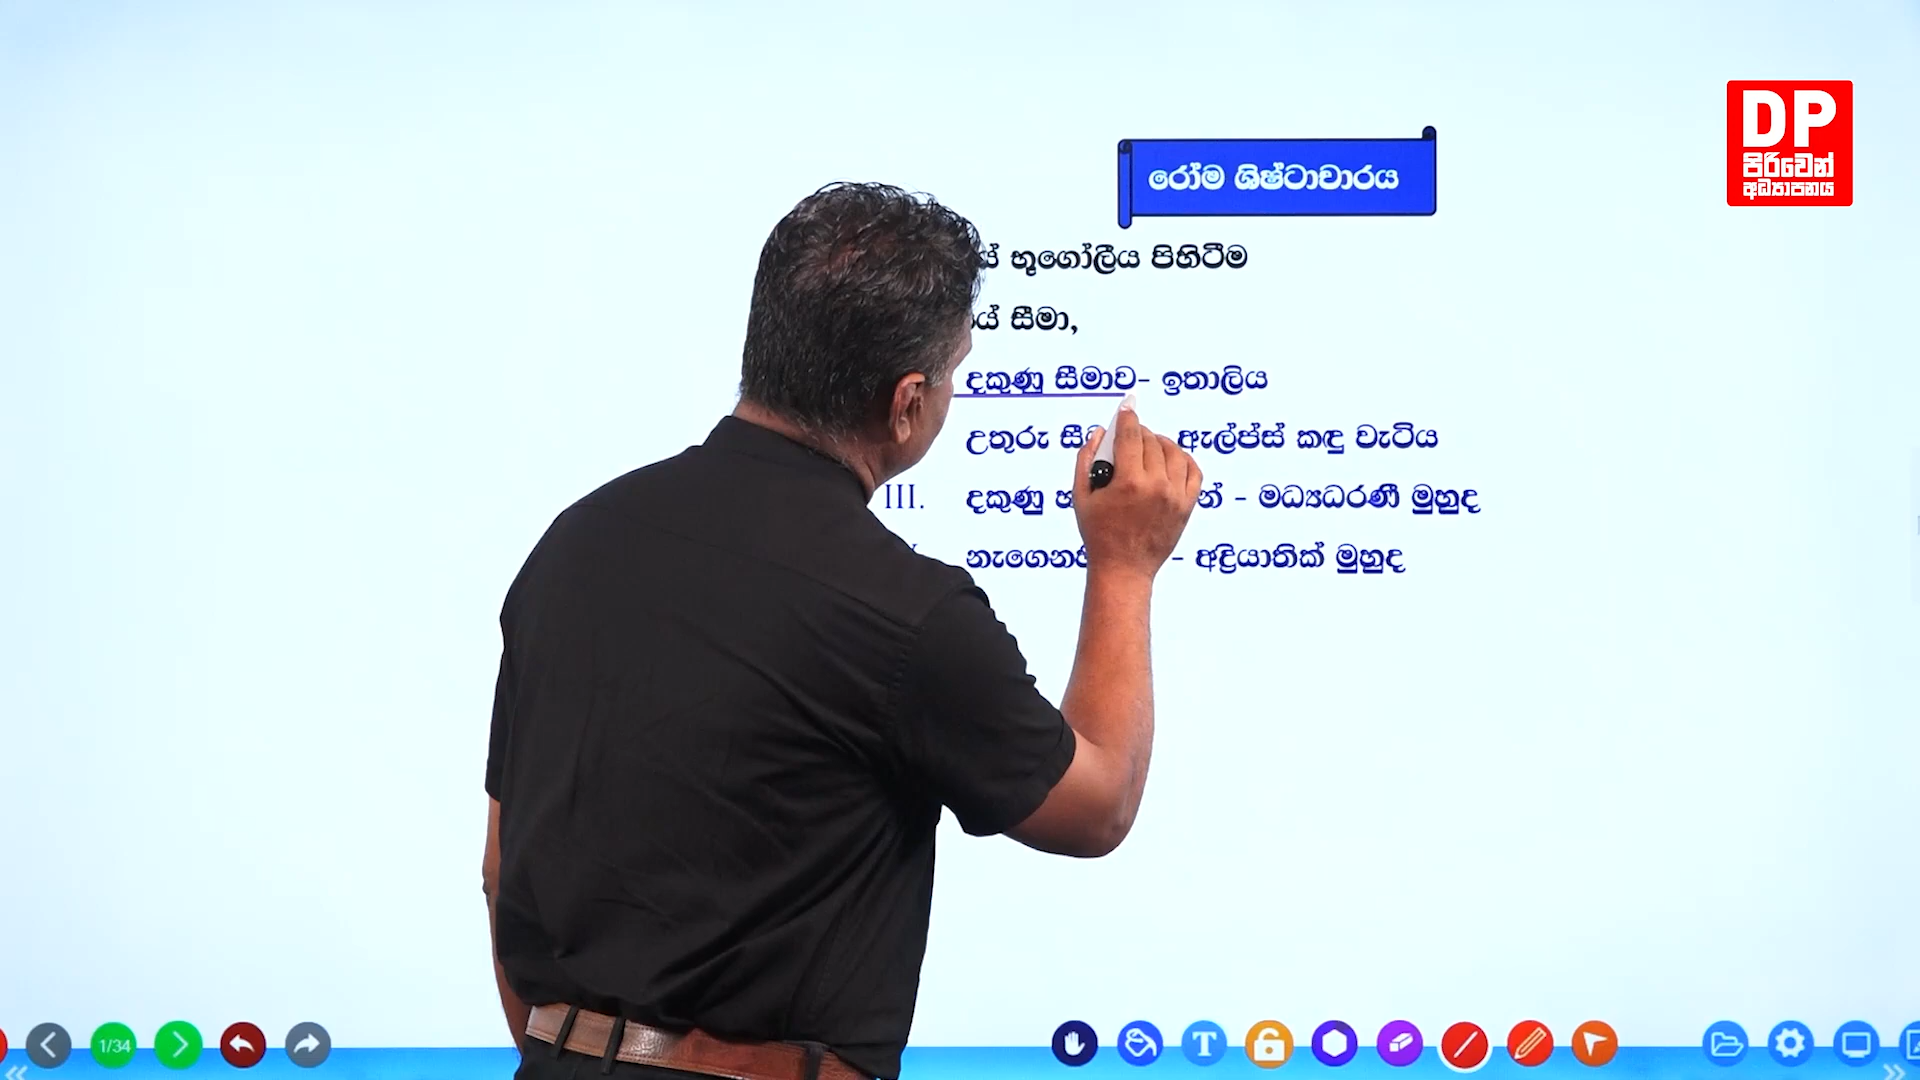 DP
පිරිවෙන්
අධ්‍යාපනය
රෝම ශිෂ්ටාචාරය
භූගෝලීය පිහිටීම
සීමා,
දකුණු සීමාව- ඉතාලිය
උතුරු ඇල්ප්ස් කඳු වැටිය
III. දකුණු - මධ්‍යධරණී මුහුද
- අද්‍රියාතික් මුහුද
1/34
T